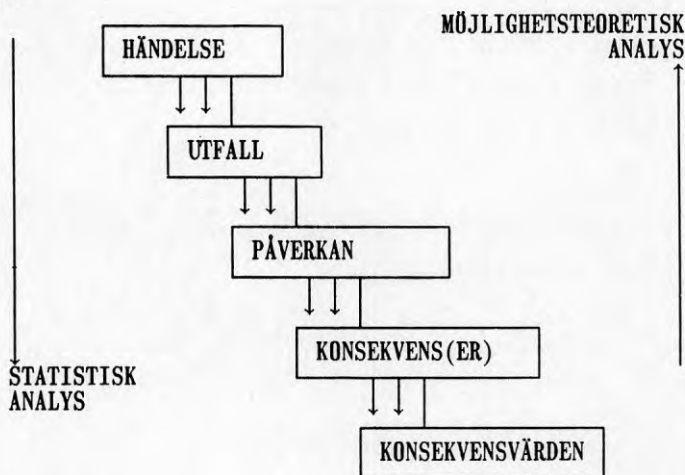 MÖJLIGHETSTEORETISK
ANALYS
HÄNDELSE
UTFALL
PÅVERKAN
KONSEKVENS(ER)
STATISTISK
ANALYS
KONSEKVENSVÄRDEN